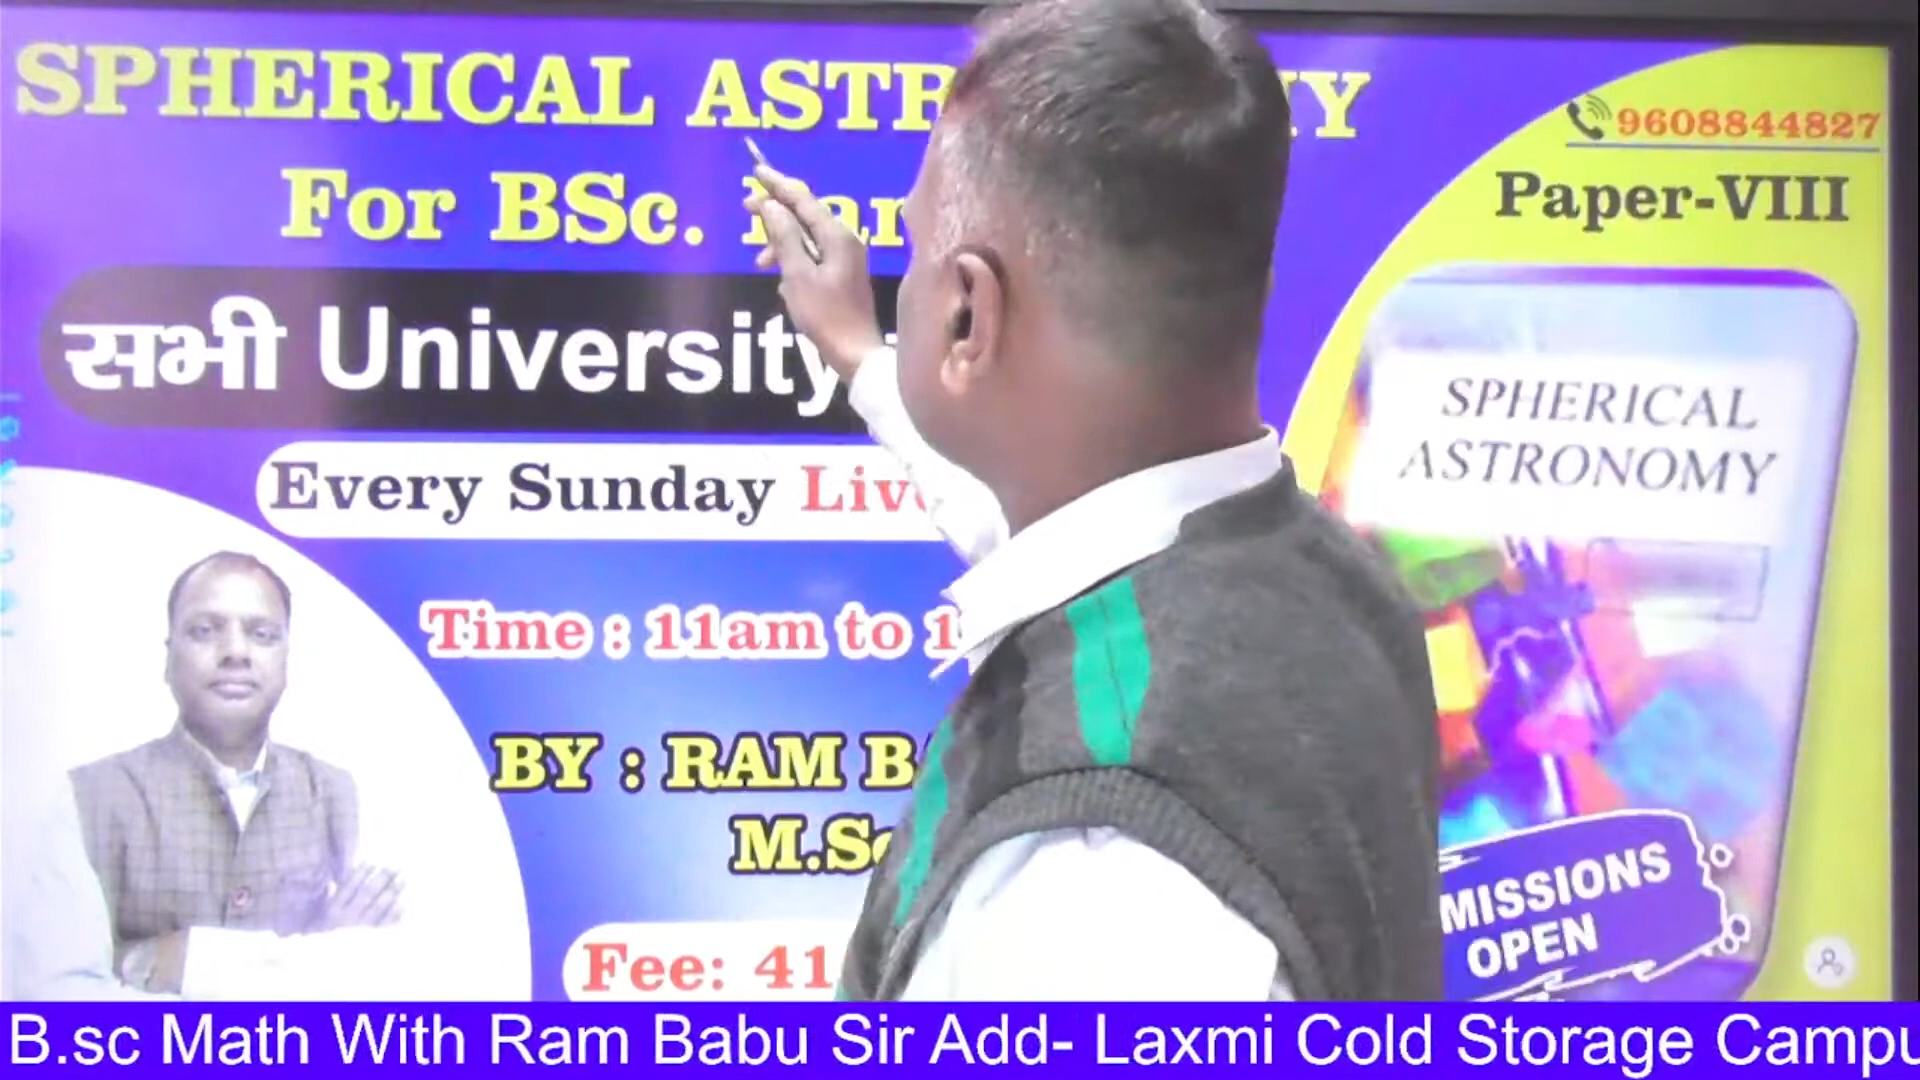 SPHERICAL ASTR
9608844827
Paper-VIII
For BSc.
सभी University
Every Sunday
Time : 11am to 1
BY : RAM
M.Sc
Fee: 41
SPHERICAL
ASTRONOMY
MISSIONS
OPEN
B.sc Math With Ram Babu Sir Add- Laxmi Cold Storage Campu